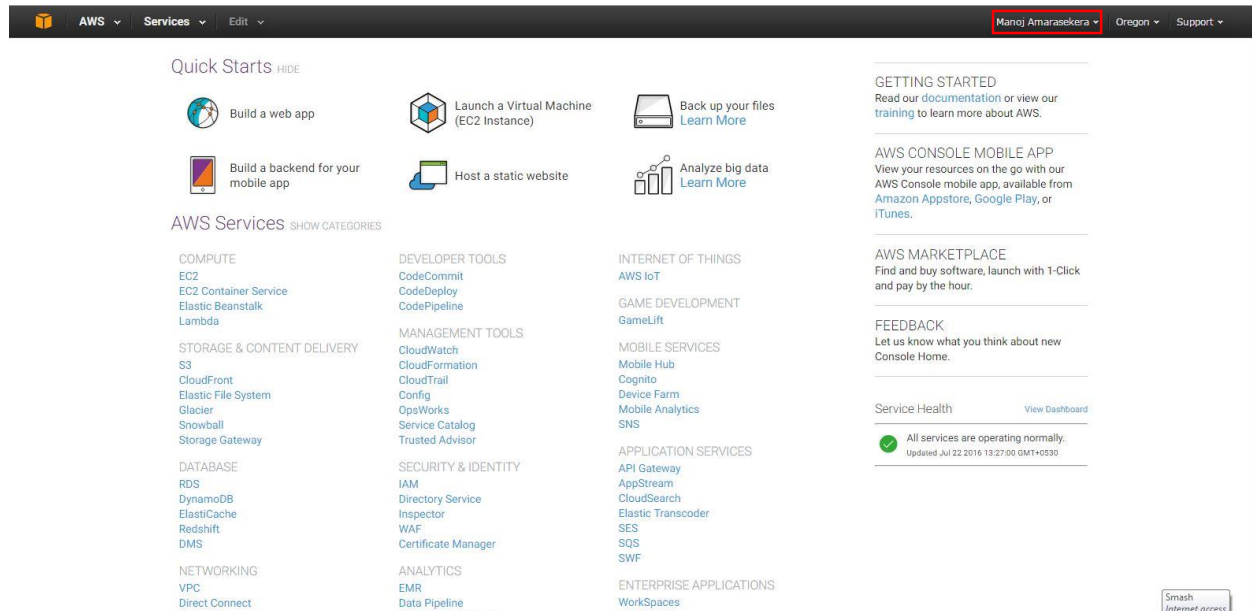 AWS Services Edit Manoj Amarasekera Oregon Support
Quick Starts HIDE
Build a web app
Launch a Virtual Machine
(EC2 Instance)
Back up your files
Learn More
Build a backend for your
mobile app
Host a static website
Analyze big data
Learn More
AWS Services SHOW CATEGORIES
COMPUTE
EC2
EC2 Container Service
Elastic Beanstalk
Lambda
STORAGE & CONTENT DELIVERY
S3
CloudFront
Elastic File System
Glacier
Snowball
Storage Gateway
DATABASE
RDS
DynamoDB
ElastiCache
Redshift
DMS
NETWORKING
VPC
Direct Connect
DEVELOPER TOOLS
CodeCommit
CodeDeploy
CodePipeline
MANAGEMENT TOOLS
CloudWatch
CloudFormation
CloudTrail
Config
OpsWorks
Service Catalog
Trusted Advisor
SECURITY & IDENTITY
IAM
Directory Service
Inspector
WAF
Certificate Manager
ANALYTICS
EMR
Data Pipeline
INTERNET OF THINGS
AWS IoT
GAME DEVELOPMENT
GameLift
MOBILE SERVICES
Mobile Hub
Cognito
Device Farm
Mobile Analytics
SNS
APPLICATION SERVICES
API Gateway
AppStream
CloudSearch
Elastic Transcoder
SES
SQS
SWF
ENTERPRISE APPLICATIONS
WorkSpaces
GETTING STARTED
Read our documentation or view our
training to learn more about AWS.
AWS CONSOLE MOBILE APP
View your resources on the go with our
AWS Console mobile app, available from
Amazon Appstore, Google Play, or
iTunes.
AWS MARKETPLACE
Find and buy software, launch with 1-Click
and pay by the hour.
FEEDBACK
Let us know what you think about new
Console Home.
Service Health View Dashboard
All services are operating normally.
Updated Jul 22 2016 13:27:00 GMT+0530
Smash
Internet access